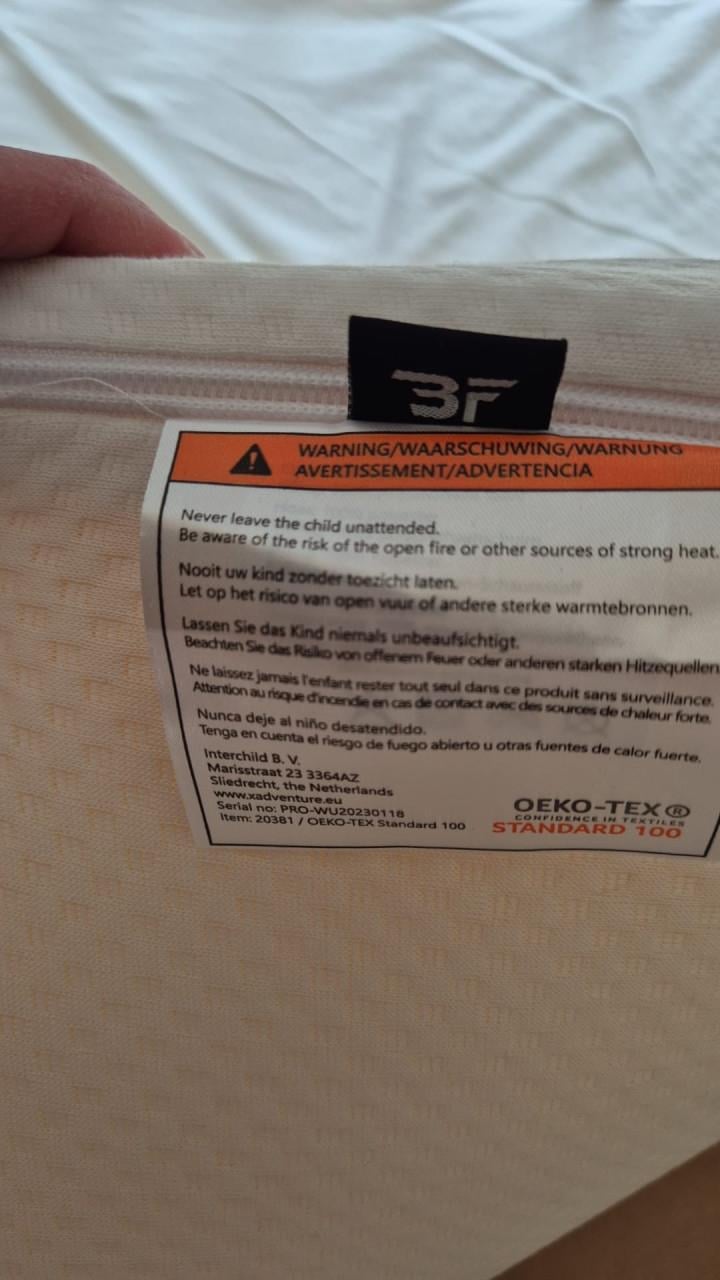 BF
WARNING/WAARSCHUWING/WARNUNG
AVERTISSEMENT/ADVERTENCIA
Never leave the child unattended.
Be aware of the risk of the open fire or other sources of strong heat.
Nooit uw kind zonder toezicht laten.
Let op het risico van open vuur of andere sterke warmtebronnen.
Lassen Sie das Kind niemals unbeaufsichtigt.
Beachten Sie das Risiko von offenem Feuer oder anderen starken Hitzequellen
Ne laissez jamais l'enfant rester tout seul dans ce produit sans surveillance.
Attention au risque d'incendie en cas de contact avec des sources de chaleur forte.
Nunca deje al niño desatendido.
Tenga en cuenta el riesgo de fuego abierto u otras fuentes de calor fuerte.
Interchild B. V.
Marisstraat 23 3364AZ
Sliedrecht, the Netherlands
www.xadventure.eu
Serial no: PRO-WU20230118
Item: 20381 / OEKO-TEX Standard 100
OEKO-TEX®
CONFIDENCE IN TEXTILES
STANDARD 100